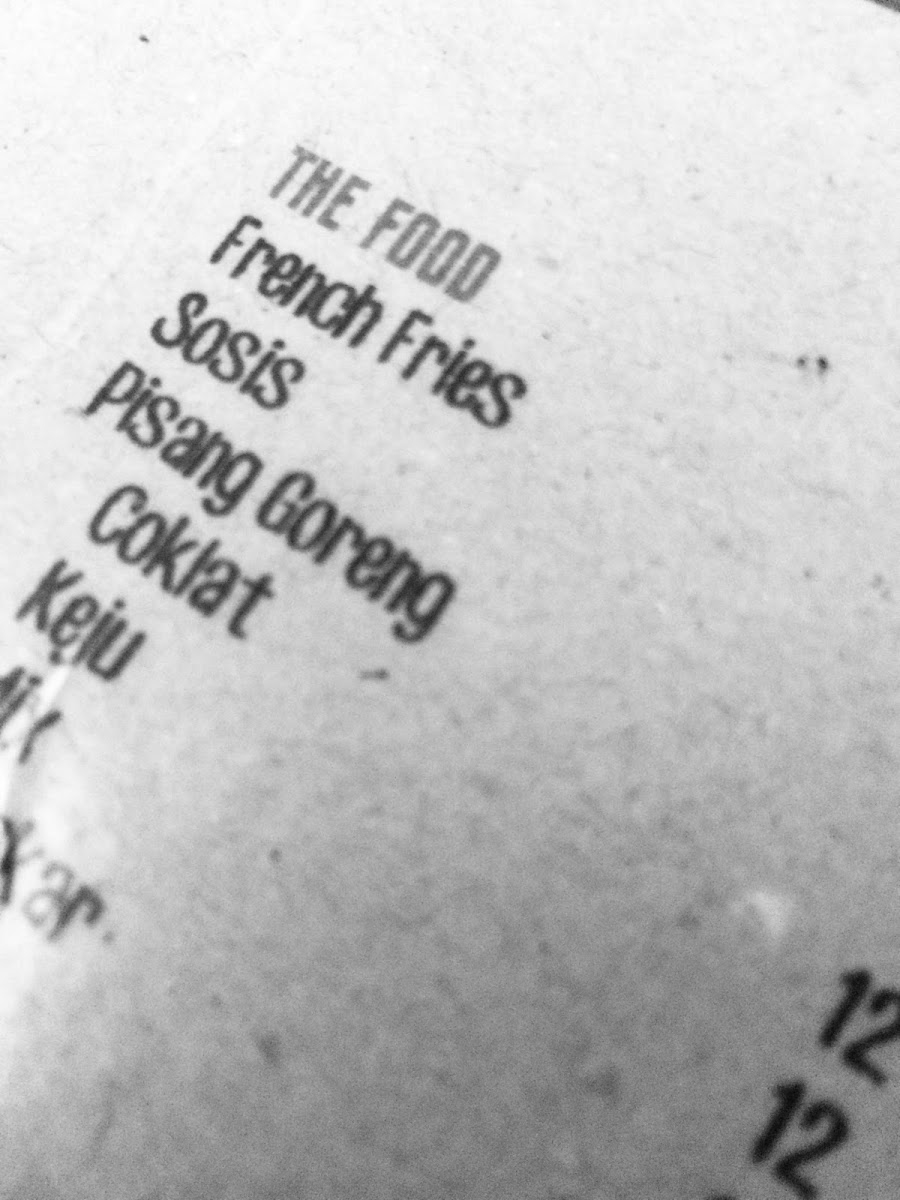 THE FOOD
French Fries
Sosis
Pisang Goreng
Coklat
Keju
12
12